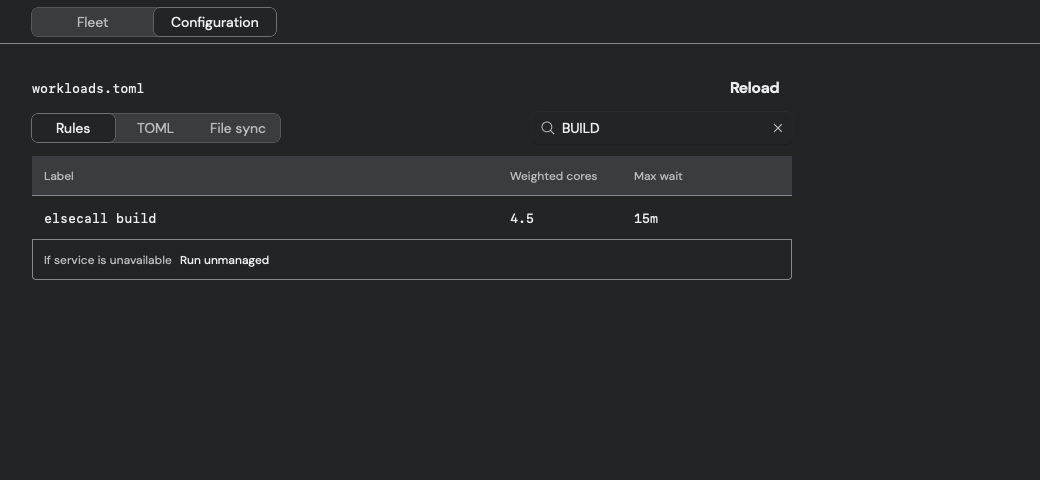 Fleet Configuration
workloads.toml Reload
Rules TOML File sync BUILD
Label Weighted cores Max wait
elsecall build 4.5 15m
If service is unavailable Run unmanaged